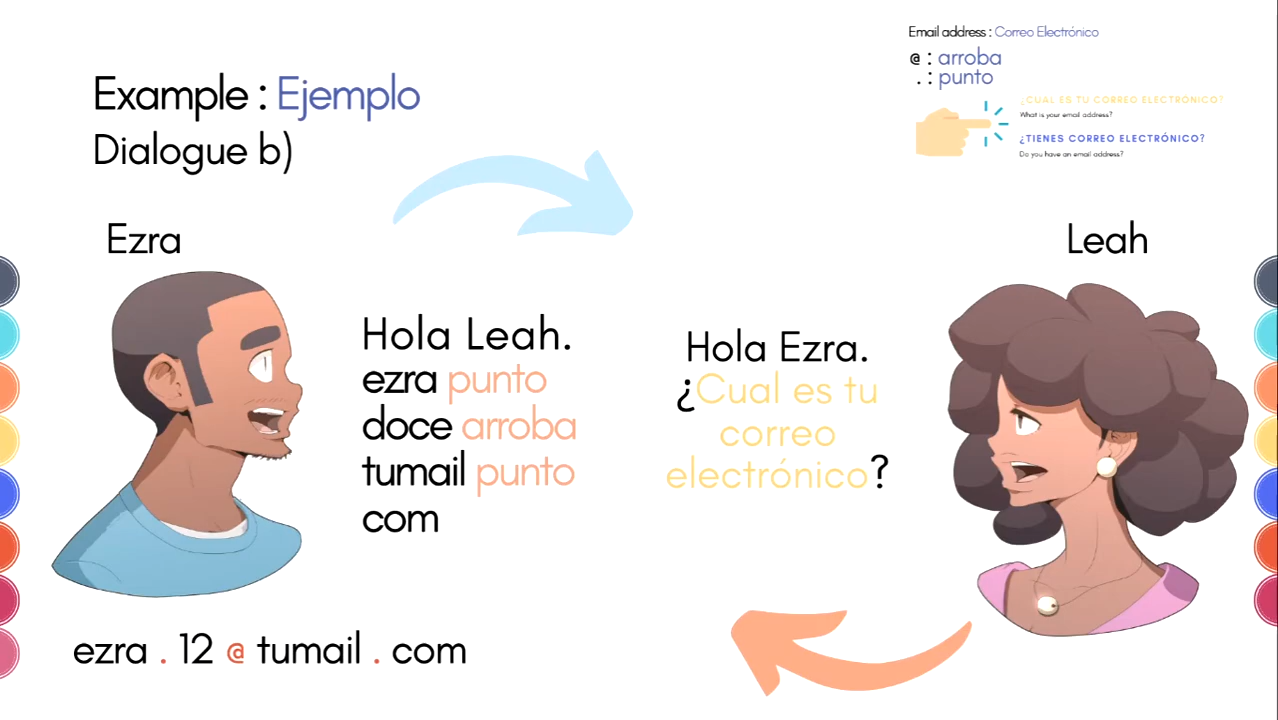 Email address : Correo Electrónico
@ : arroba
. : punto
¿CUAL ES TU CORREO ELECTRÓNICO?
What is your email address?
¿TIENES CORREO ELECTRÓNICO?
Do you have an email address?
Example : Ejemplo
Dialogue b)
Ezra
Leah
Hola Leah.
ezra punto
doce arroba
tumail punto
com
Hola Ezra.
¿Cual es tu
correo
electrónico?
ezra . 12 @ tumail . com